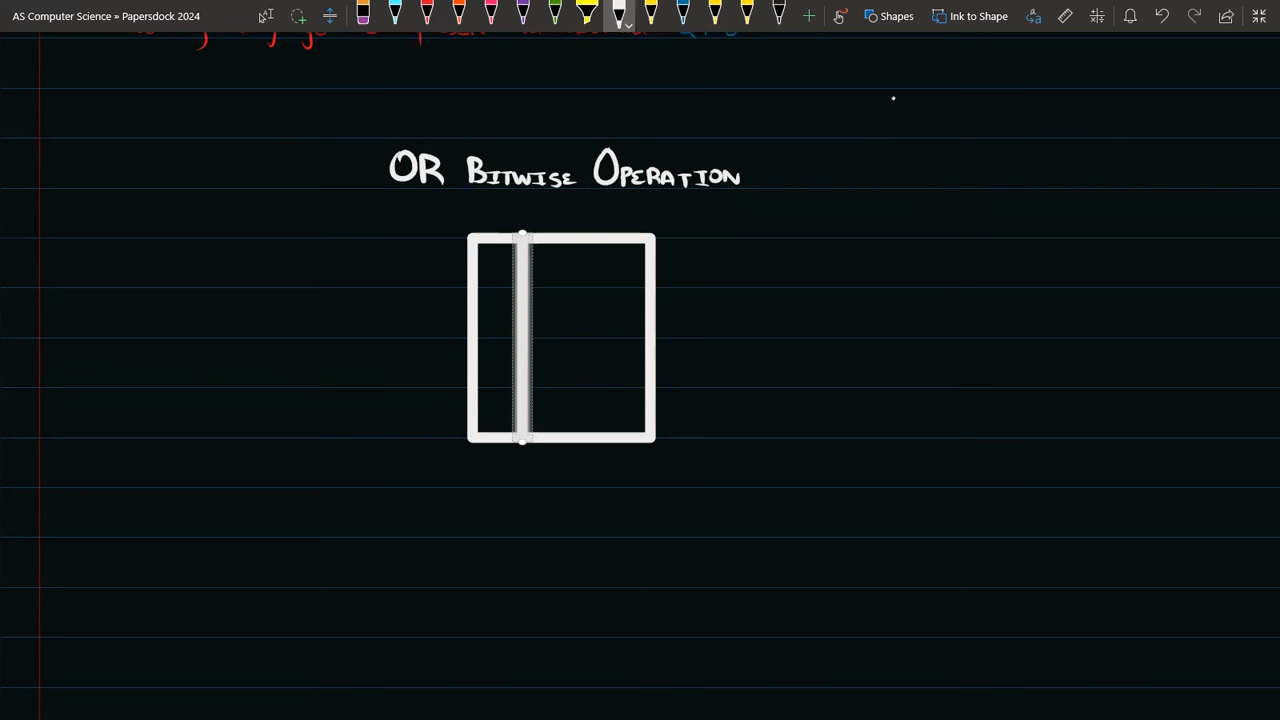 AS Computer Science » Papersdock 2024
Shapes
Ink to Shape
OR BITWISE OPERATION